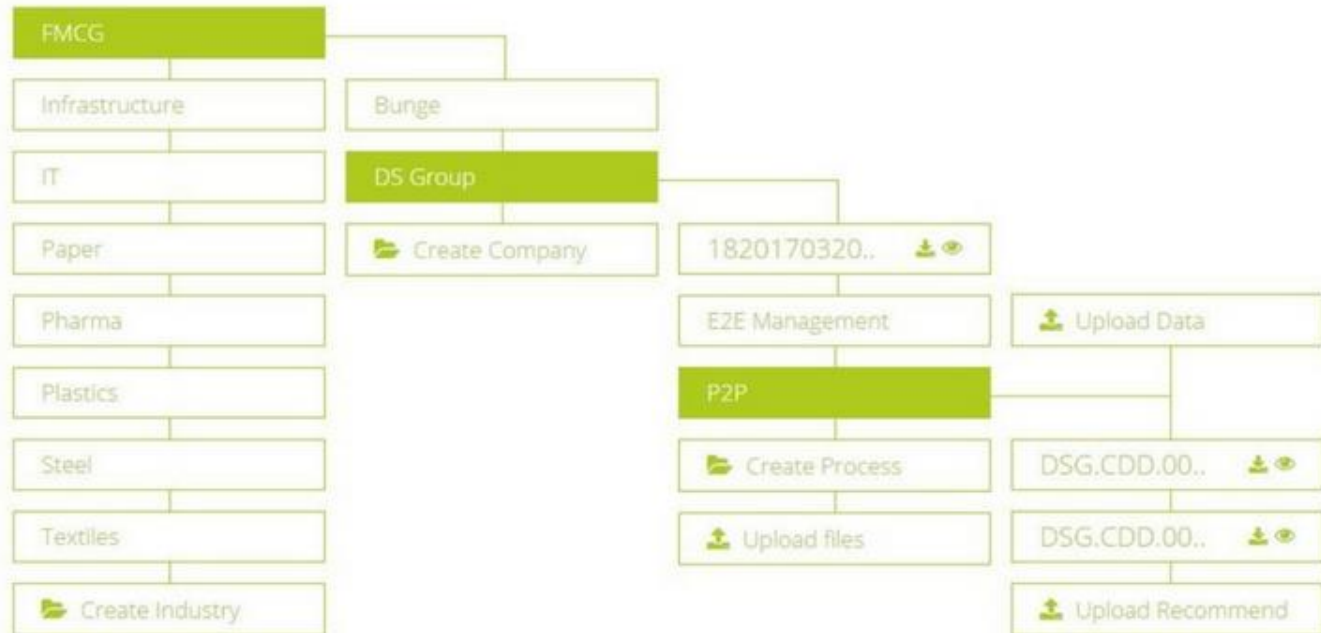 FMCG
Infrastructure
IT
Paper
Pharma
Plastics
Steel
Textiles
Create Industry
Bunge
DS Group
Create Company
1820170320..
E2E Management
P2P
Create Process
Upload files
Upload Data
DSG.CDD.00..
DSG.CDD.00..
Upload Recommend